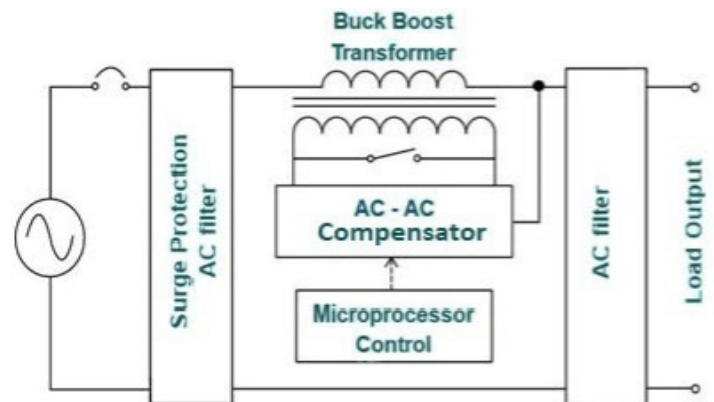 Buck Boost
Transformer
Surge Protection
AC filter
AC - AC
Compensator
Microprocessor
Control
AC filter
Load Output